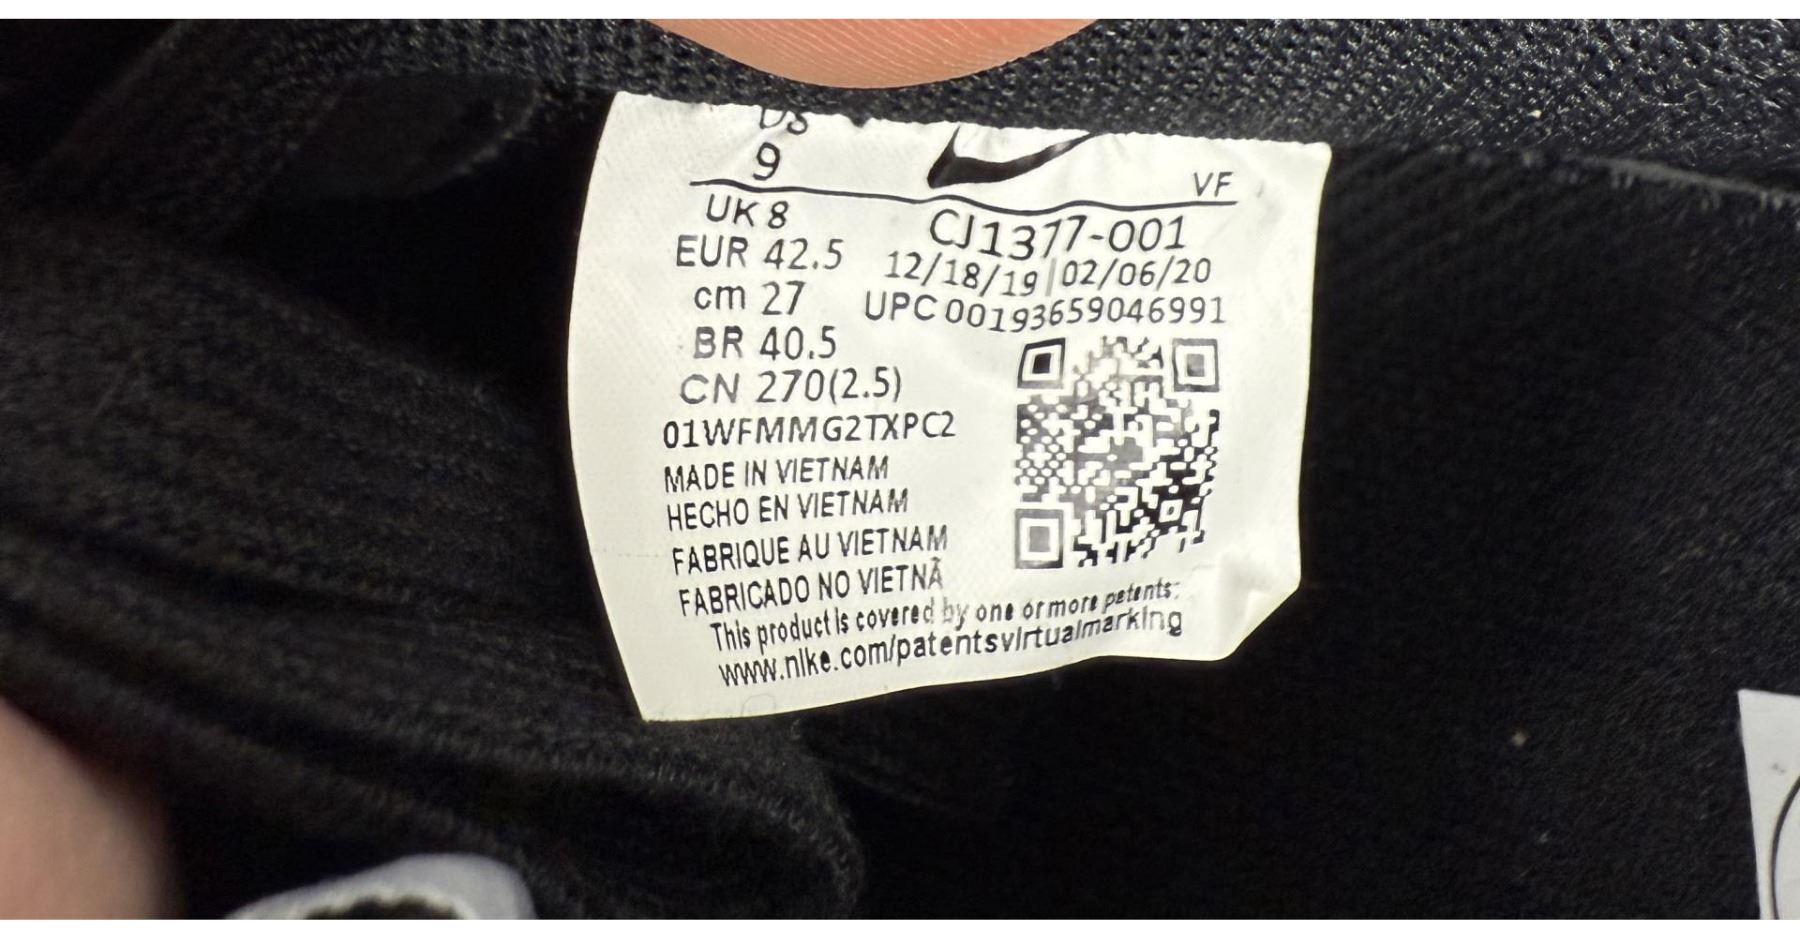 US
9
VF
UK 8
CJ1377-001
EUR 42.5
12/18/19|02/06/20
cm 27
UPC 00193659046991
BR 40.5
CN 270(2.5)
01WFMMG2TXPC2
MADE IN VIETNAM
HECHO EN VIETNAM
FABRIQUE AU VIETNAM
FABRICADO NO VIETNÃ
This product is covered by one or more patents:
www.nike.com/patentsvirtualmarking